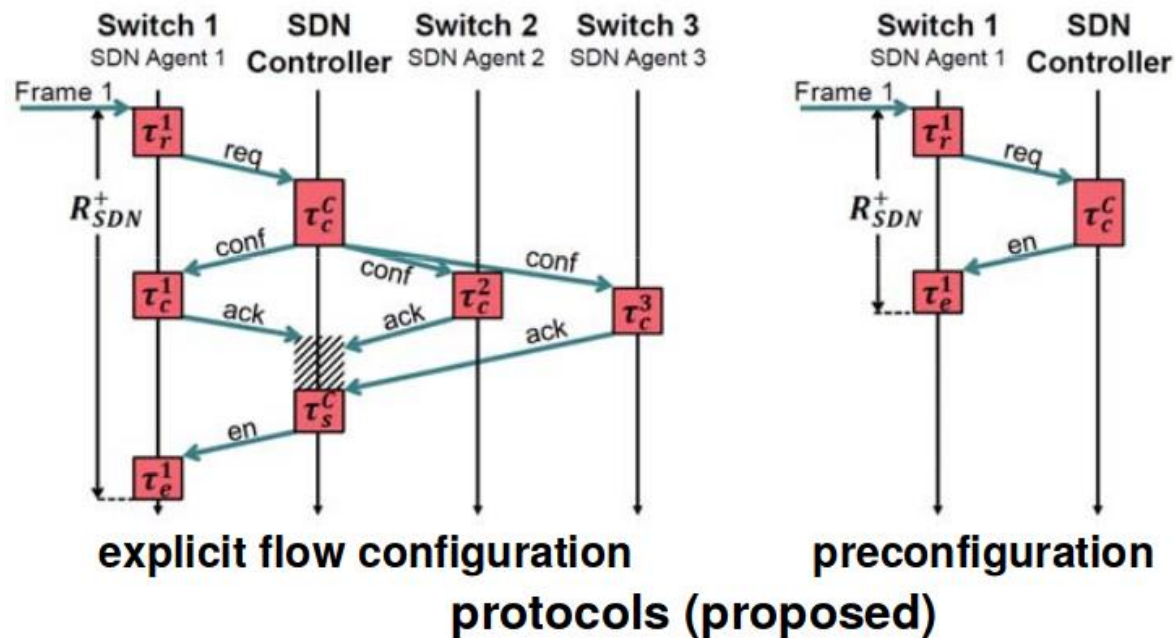 Switch 1 SDN Switch 2 Switch 3
SDN Agent 1 Controller SDN Agent 2 SDN Agent 3
Frame 1
τ_r^1
req
R_SDN^+
τ_c^C
conf
conf
conf
τ_c^1
τ_c^2
τ_c^3
ack
ack
ack
τ_s^C
en
τ_e^1
explicit flow configuration
Switch 1 SDN
SDN Agent 1 Controller
Frame 1
τ_r^1
req
R_SDN^+
τ_c^C
en
τ_e^1
preconfiguration
protocols (proposed)